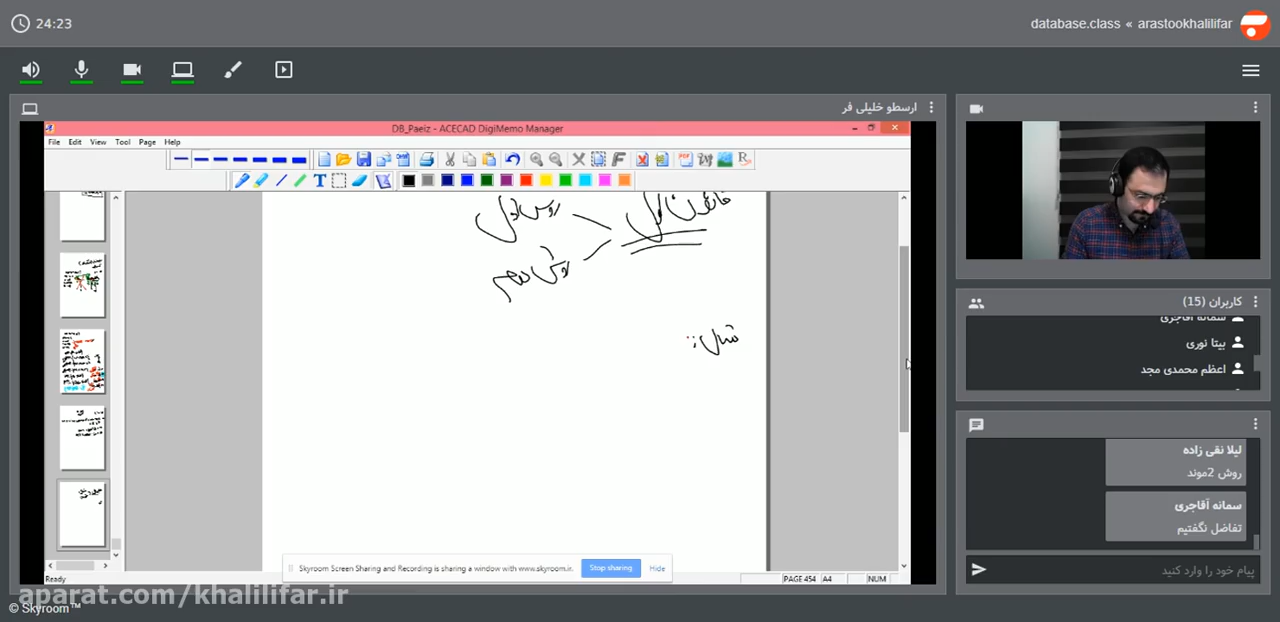 24:23
database.class « arastookhalilifar
ارسطو خلیلی فر
DB_Paeiz - ACECAD DigiMemo Manager
File Edit View Tool Page Help
قانون اول
روش اول
روش دوم
مثال:
Skyroom Screen Sharing and Recording is sharing a window with www.skyroom.ir.
Stop sharing
Hide
Ready
PAGE 454 A4 NUM
کاربران (15)
سمانه آقاجری
بیتا نوری
اعظم محمدی مجد
لیلا نقی زاده
روش 2موند
سمانه آقاجری
تفاضل نگفتیم
پیام خود را وارد کنید
aparat.com/khalilifar.ir
© Skyroom™